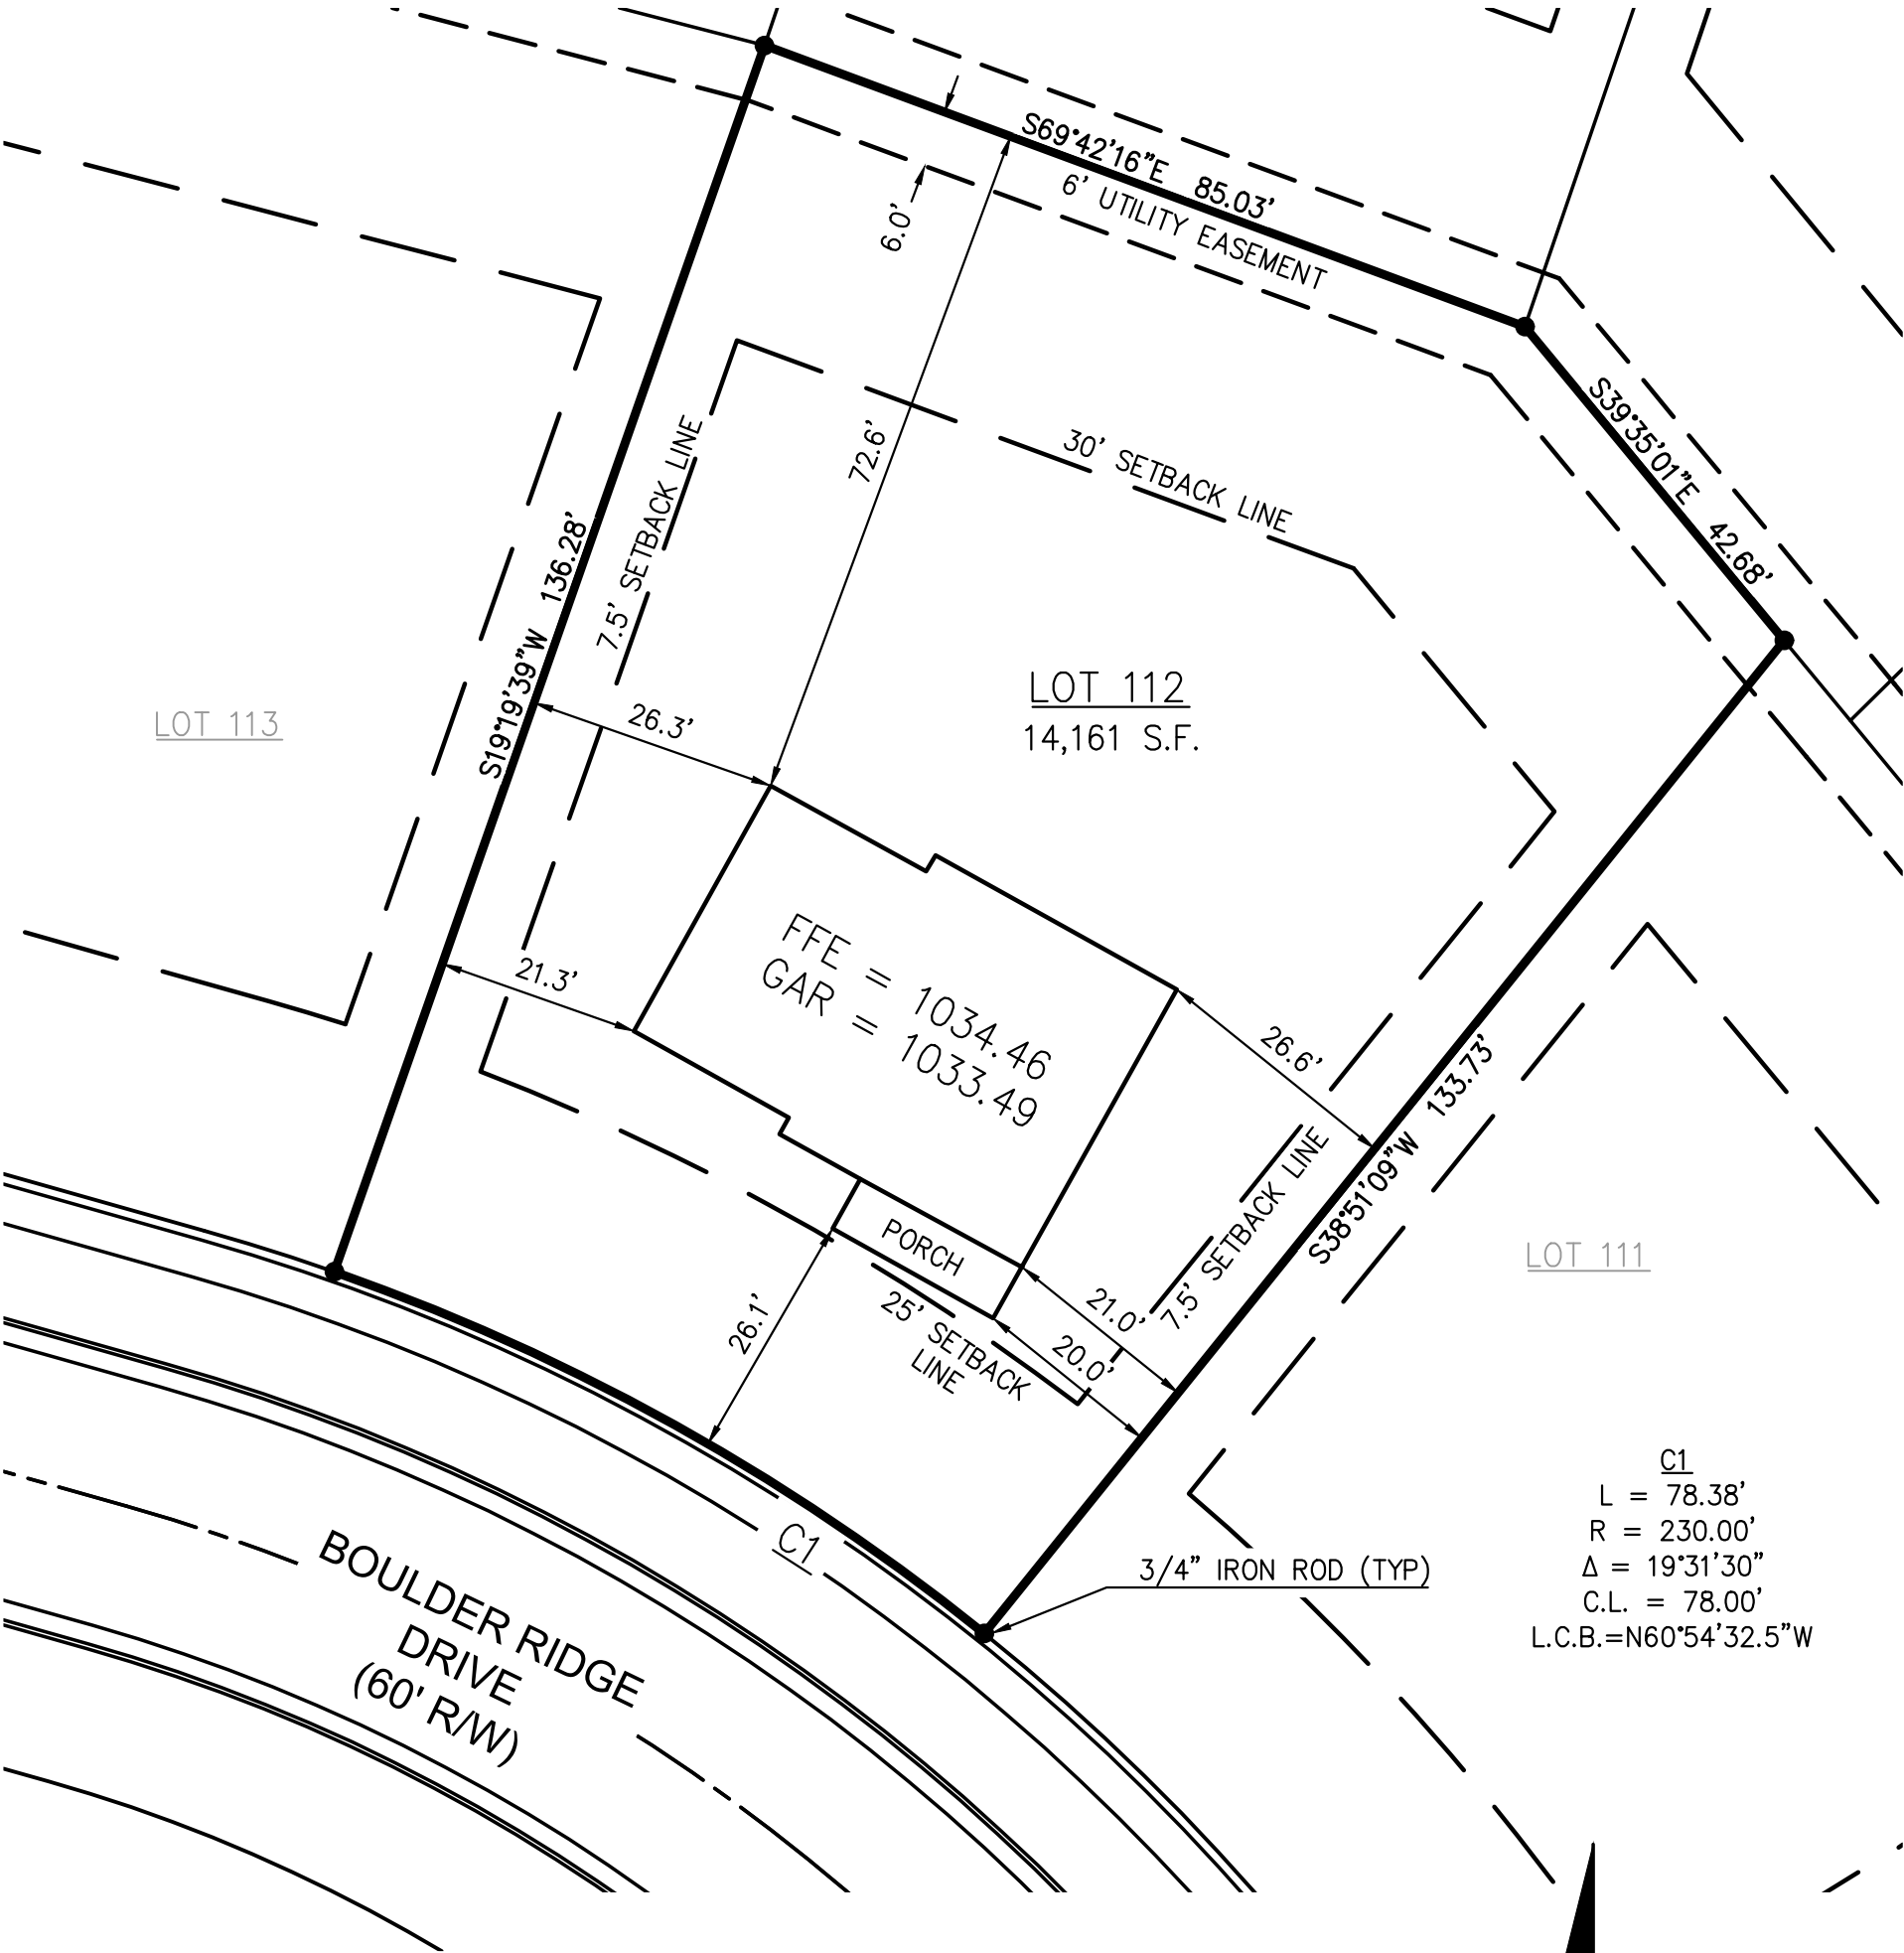 S69°42'16"E 85.03'
6' UTILITY EASEMENT
6.0'
72.6'
30' SETBACK LINE
S39°35'01"E 42.68'
7.5' SETBACK LINE
S19°19'39"W 136.28'
LOT 113
26.3'
LOT 112
14,161 S.F.
21.3'
FFE = 1034.46
GAR = 1033.49
26.6'
S38°51'09"W 133.73'
7.5' SETBACK LINE
LOT 111
PORCH
26.1'
21.0'
20.0'
25' SETBACK
LINE
C1
3/4" IRON ROD (TYP)
BOULDER RIDGE
DRIVE
(60' R/W)
C1
L = 78.38'
R = 230.00'
Δ = 19°31'30"
C.L. = 78.00'
L.C.B.=N60°54'32.5"W